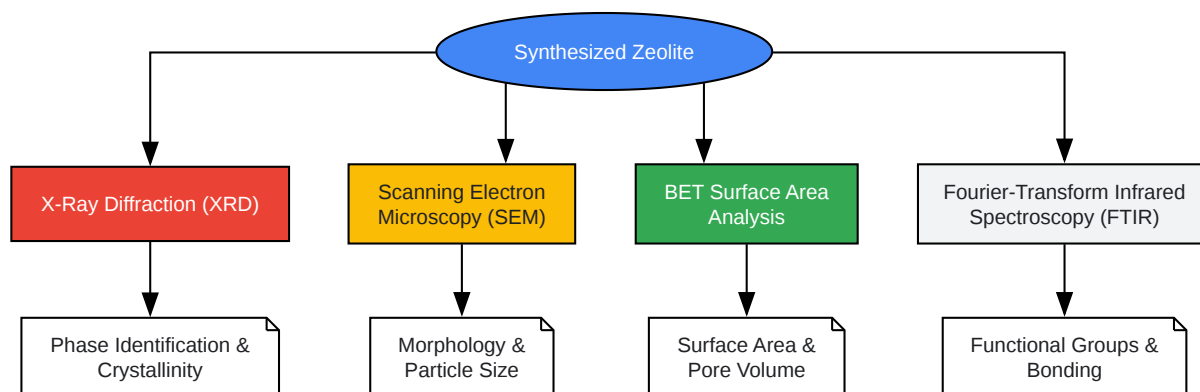 Synthesized Zeolite
X-Ray Diffraction (XRD)
Scanning Electron
Microscopy (SEM)
BET Surface Area
Analysis
Fourier-Transform Infrared
Spectroscopy (FTIR)
Phase Identification &
Crystallinity
Morphology &
Particle Size
Surface Area &
Pore Volume
Functional Groups &
Bonding